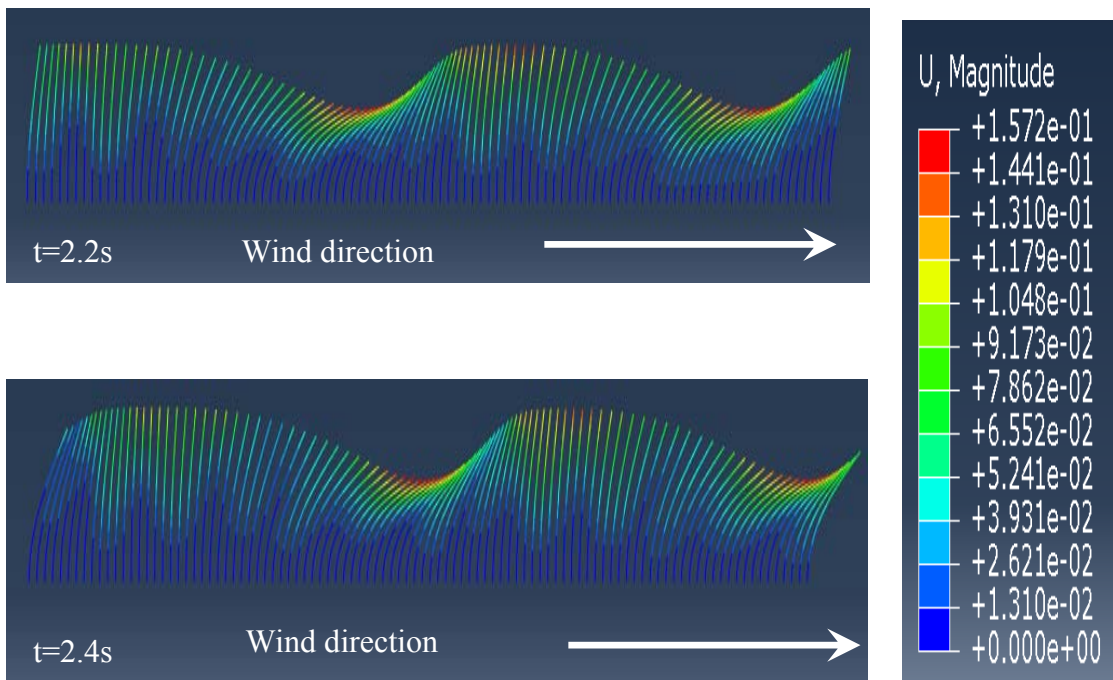 t=2.2s
Wind direction
t=2.4s
Wind direction
U, Magnitude
+1.572e-01
+1.441e-01
+1.310e-01
+1.179e-01
+1.048e-01
+9.173e-02
+7.862e-02
+6.552e-02
+5.241e-02
+3.931e-02
+2.621e-02
+1.310e-02
+0.000e+00